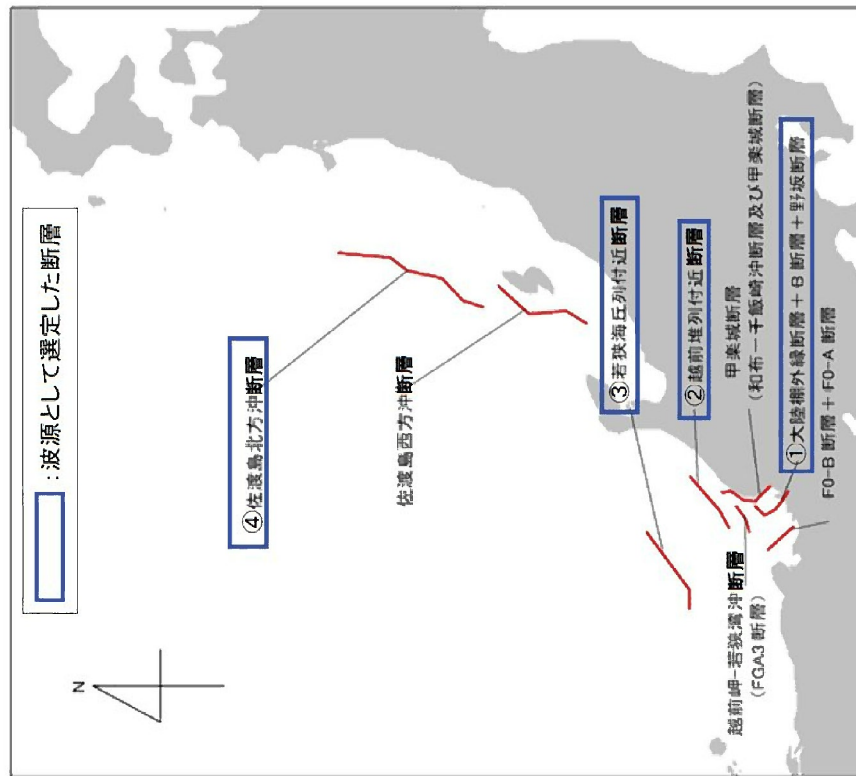 ：波源として選定した断層
N
④佐渡島北方沖断層
佐渡島西方沖断層
③若狭海丘列付近断層
②越前堆列付近断層
甲楽城断層
（和布－干飯崎沖断層及び甲楽城断層）
①大陸棚外縁断層＋B断層＋野坂断層
F0-B断層＋F0-A断層
越前岬－若狭湾沖断層
（FGA3断層）